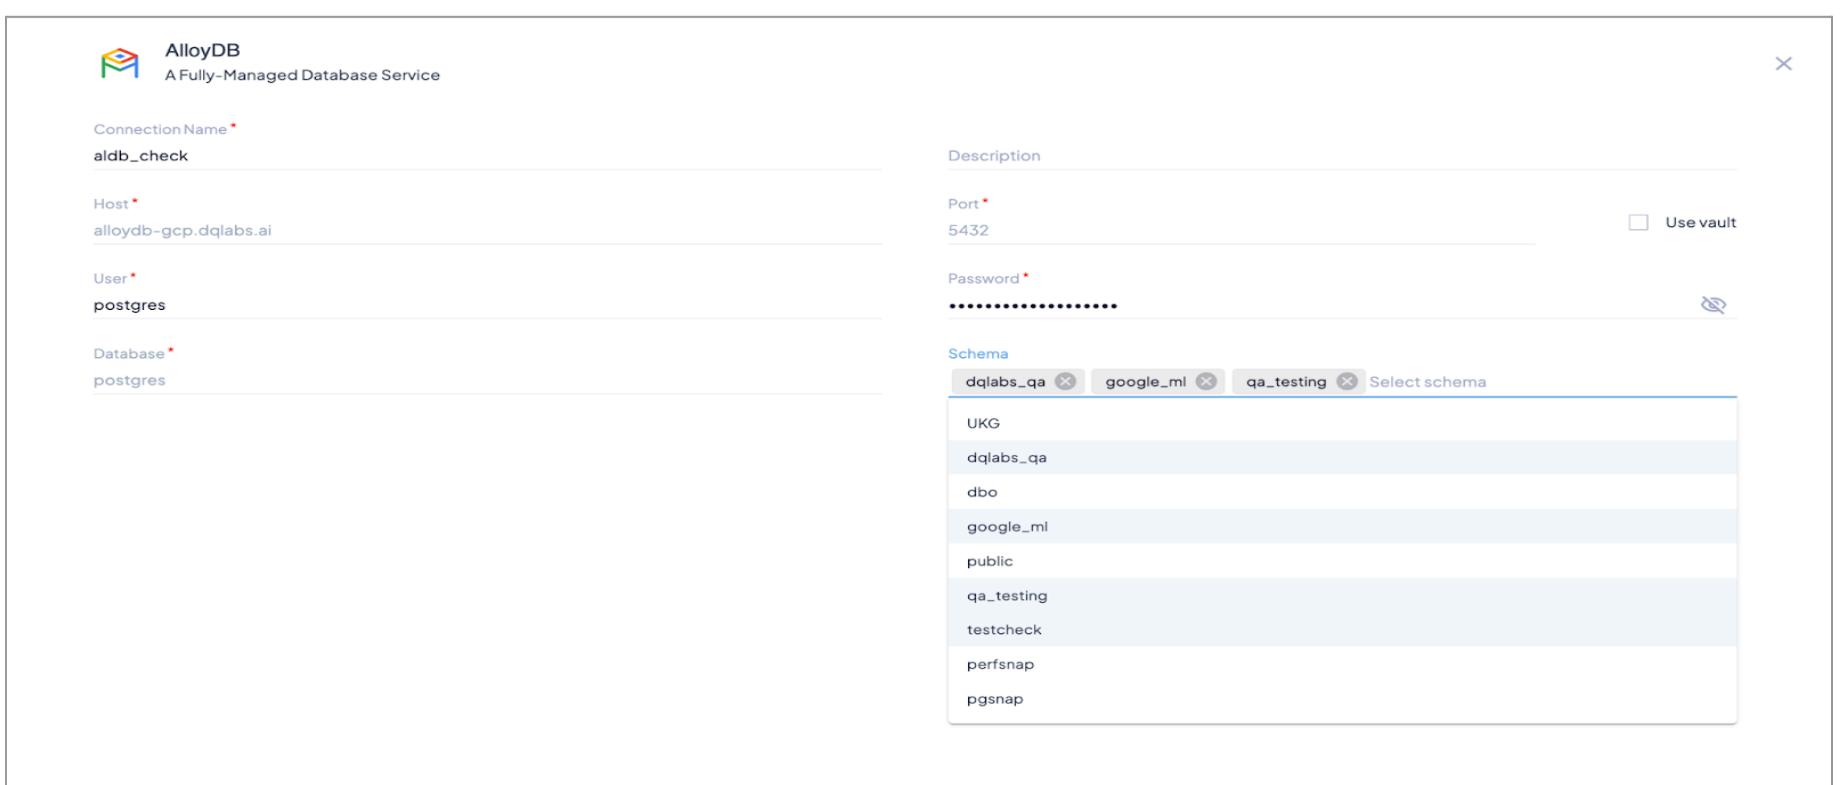 AlloyDB
A Fully-Managed Database Service
Connection Name *
aldb_check
Description
Host *
alloydb-gcp.dqlabs.ai
Port *
5432
Use vault
User *
postgres
Password *
•••••••••••••••••••
Database *
postgres
Schema
dqlabs_qa google_ml qa_testing Select schema
UKG
dqlabs_qa
dbo
google_ml
public
qa_testing
testcheck
perfsnap
pgsnap